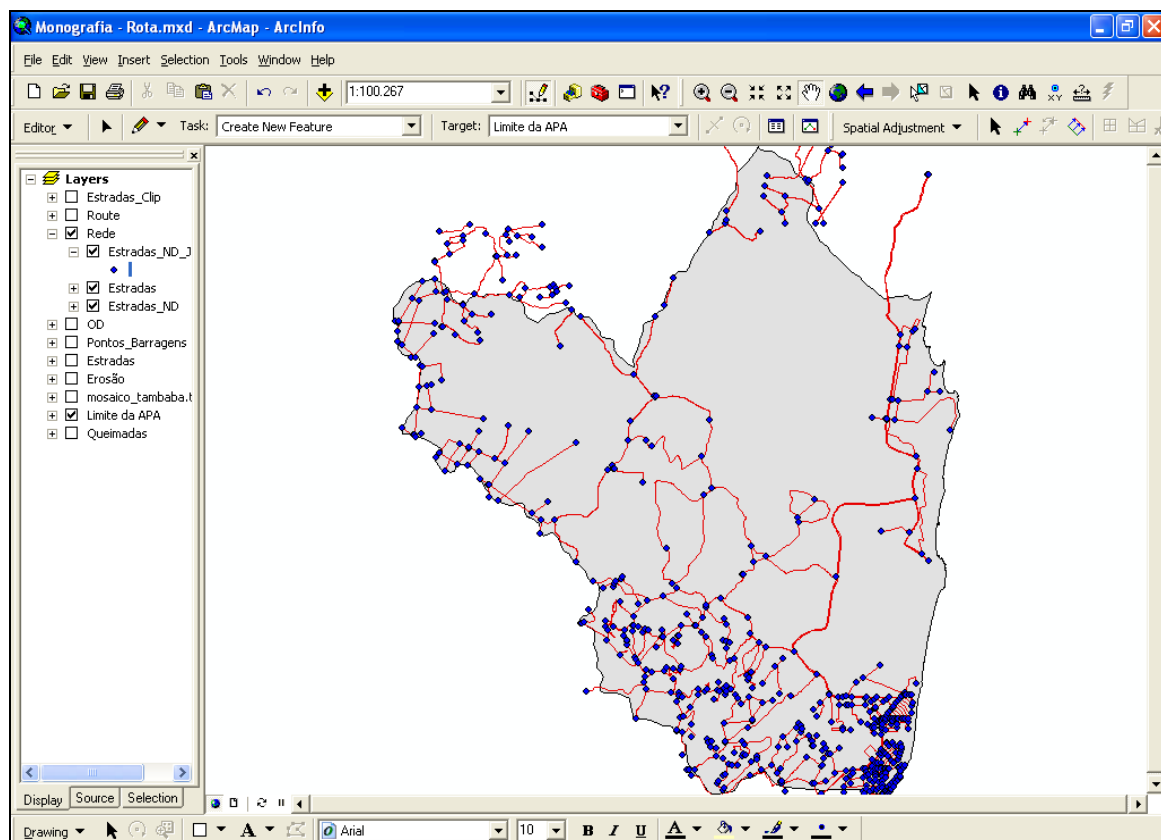 Monografia - Rota.mxd - ArcMap - ArcInfo
File Edit View Insert Selection Tools Window Help
1:100.267
Editor Task: Create New Feature Target: Limite da APA Spatial Adjustment
Layers
Estradas_Clip
Route
Rede
Estradas_ND_J
Estradas
Estradas_ND
OD
Pontos_Barragens
Estradas
Erosão
mosaico_tambaba.t
Limite da APA
Queimadas
Display Source Selection
Drawing A Arial 10 B I U A